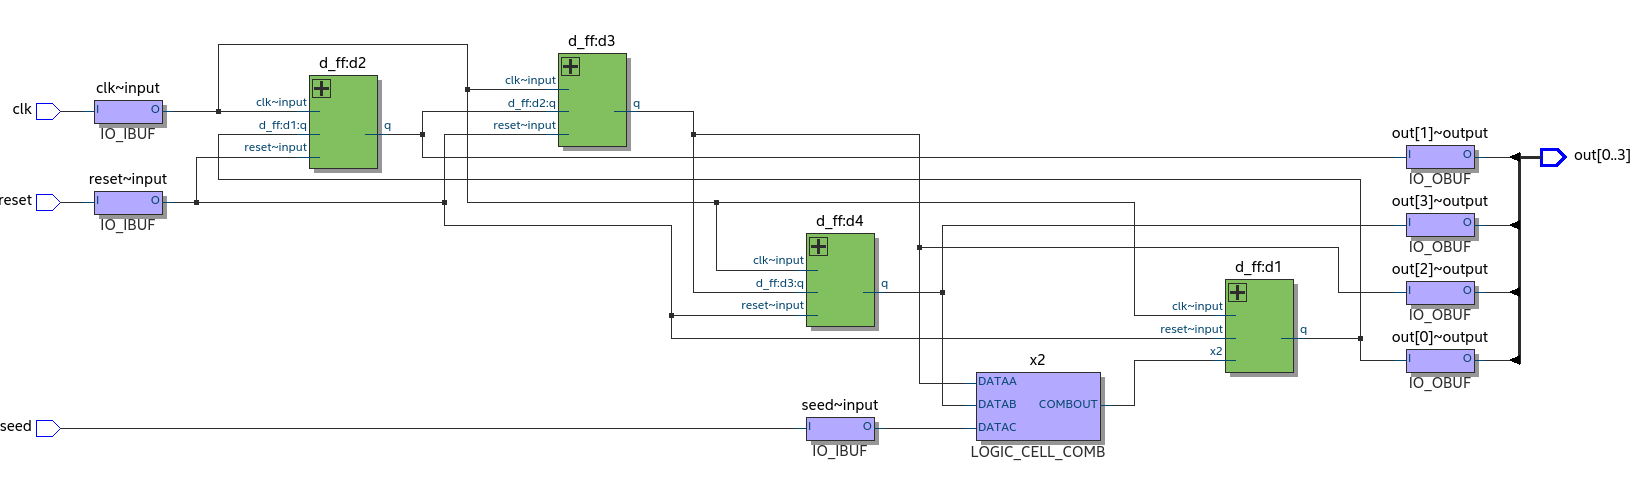 d_ff:d3
d_ff:d2
clk~input
clk
I
O
IO_IBUF
clk~input
d_ff:d1:q
reset~input
q
clk~input
d_ff:d2:q
reset~input
q
out[1]~output
I
O
IO_OBUF
out[0..3]
reset~input
reset
I
O
IO_IBUF
out[3]~output
I
O
IO_OBUF
d_ff:d4
clk~input
d_ff:d3:q
reset~input
q
out[2]~output
I
O
IO_OBUF
d_ff:d1
clk~input
reset~input
x2
q
out[0]~output
I
O
IO_OBUF
x2
DATAA
DATAB
COMBOUT
DATAC
LOGIC_CELL_COMB
seed~input
seed
I
O
IO_IBUF